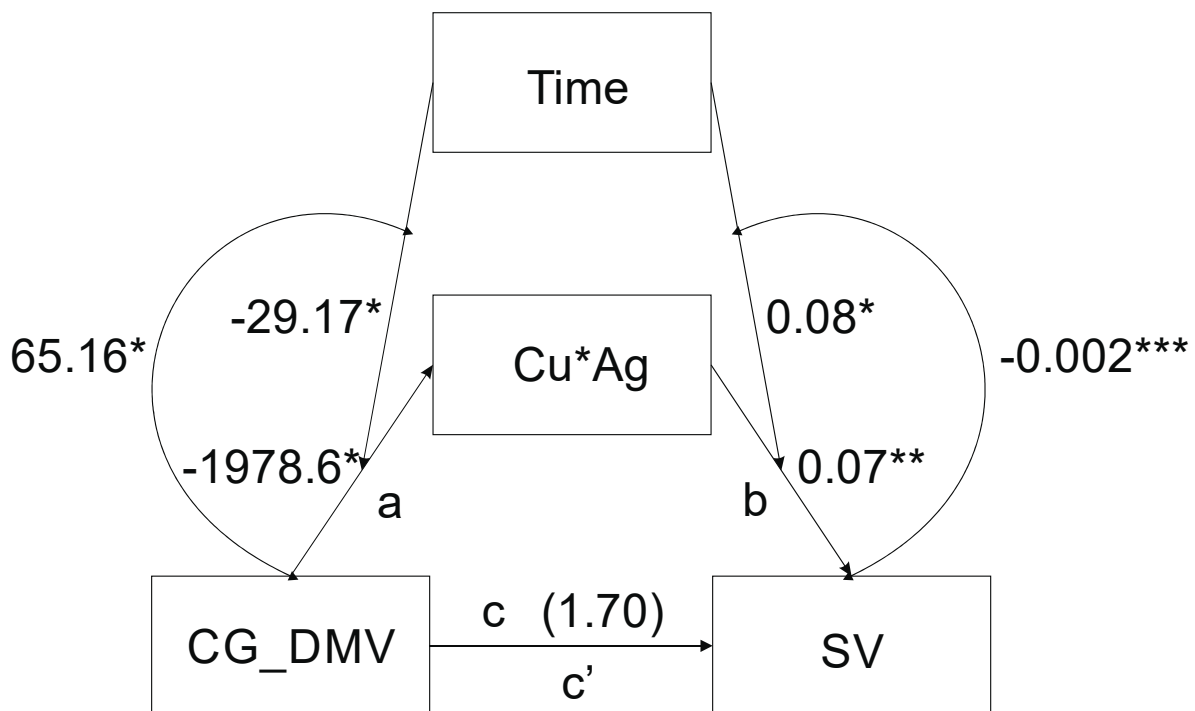 Time
-29.17*
0.08*
65.16*
Cu*Ag
-0.002***
-1978.6*
0.07**
a
b
c (1.70)
CG_DMV
SV
c’